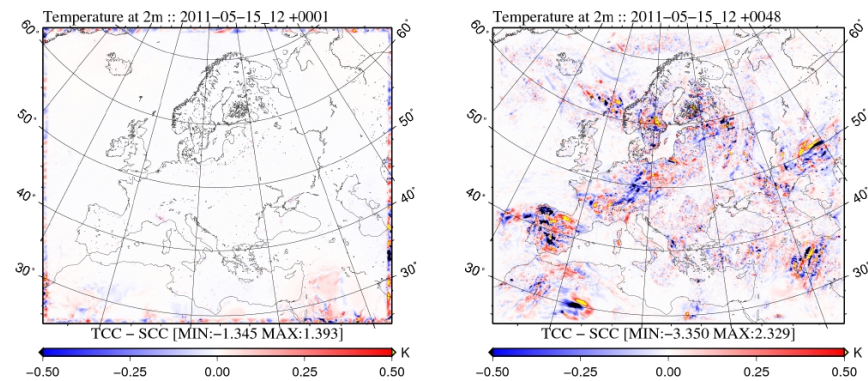 Temperature at 2m :: 2011−05−15_12 +0001
60°
60°
50°
50°
40°
40°
30°
30°
TCC − SCC [MIN:−1.345 MAX:1.393]
−0.50 −0.25 0.00 0.25 0.50 K
Temperature at 2m :: 2011−05−15_12 +0048
60°
60°
50°
50°
40°
40°
30°
30°
TCC − SCC [MIN:−3.350 MAX:2.329]
−0.50 −0.25 0.00 0.25 0.50 K